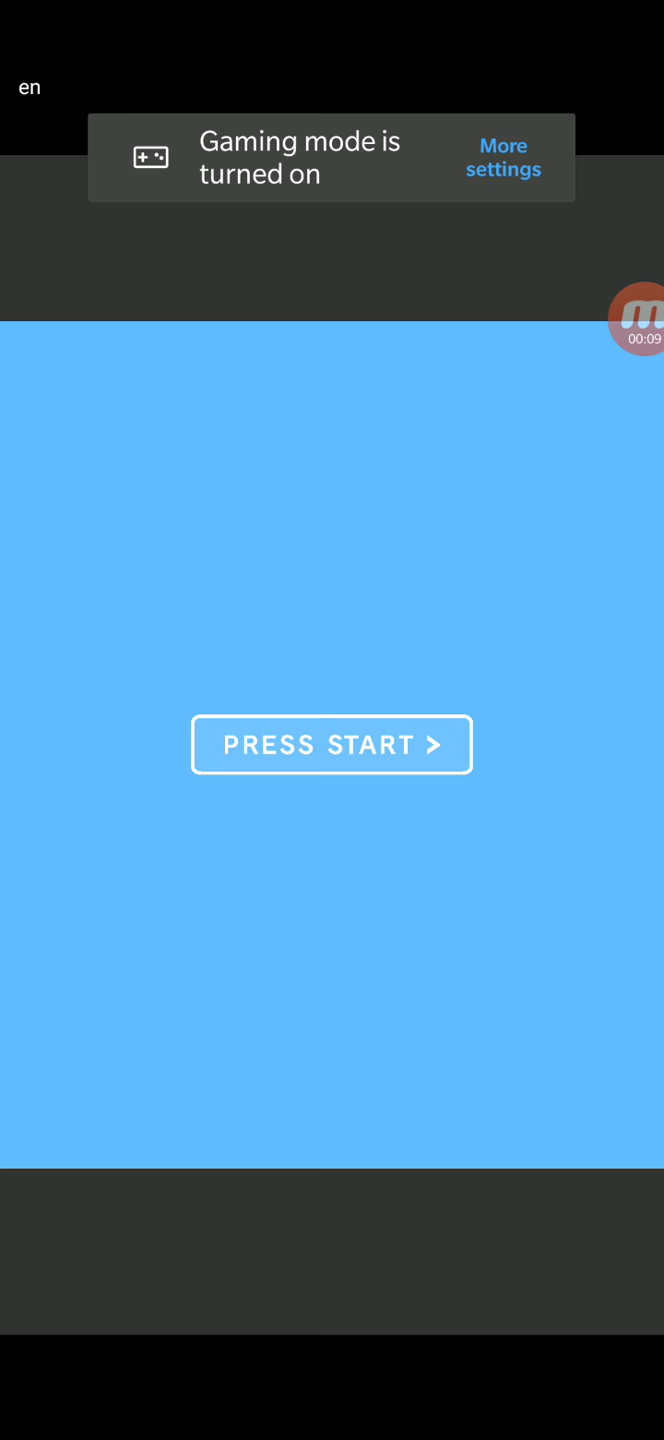 en
Gaming mode is
turned on
More
settings
m
00:09
PRESS START >